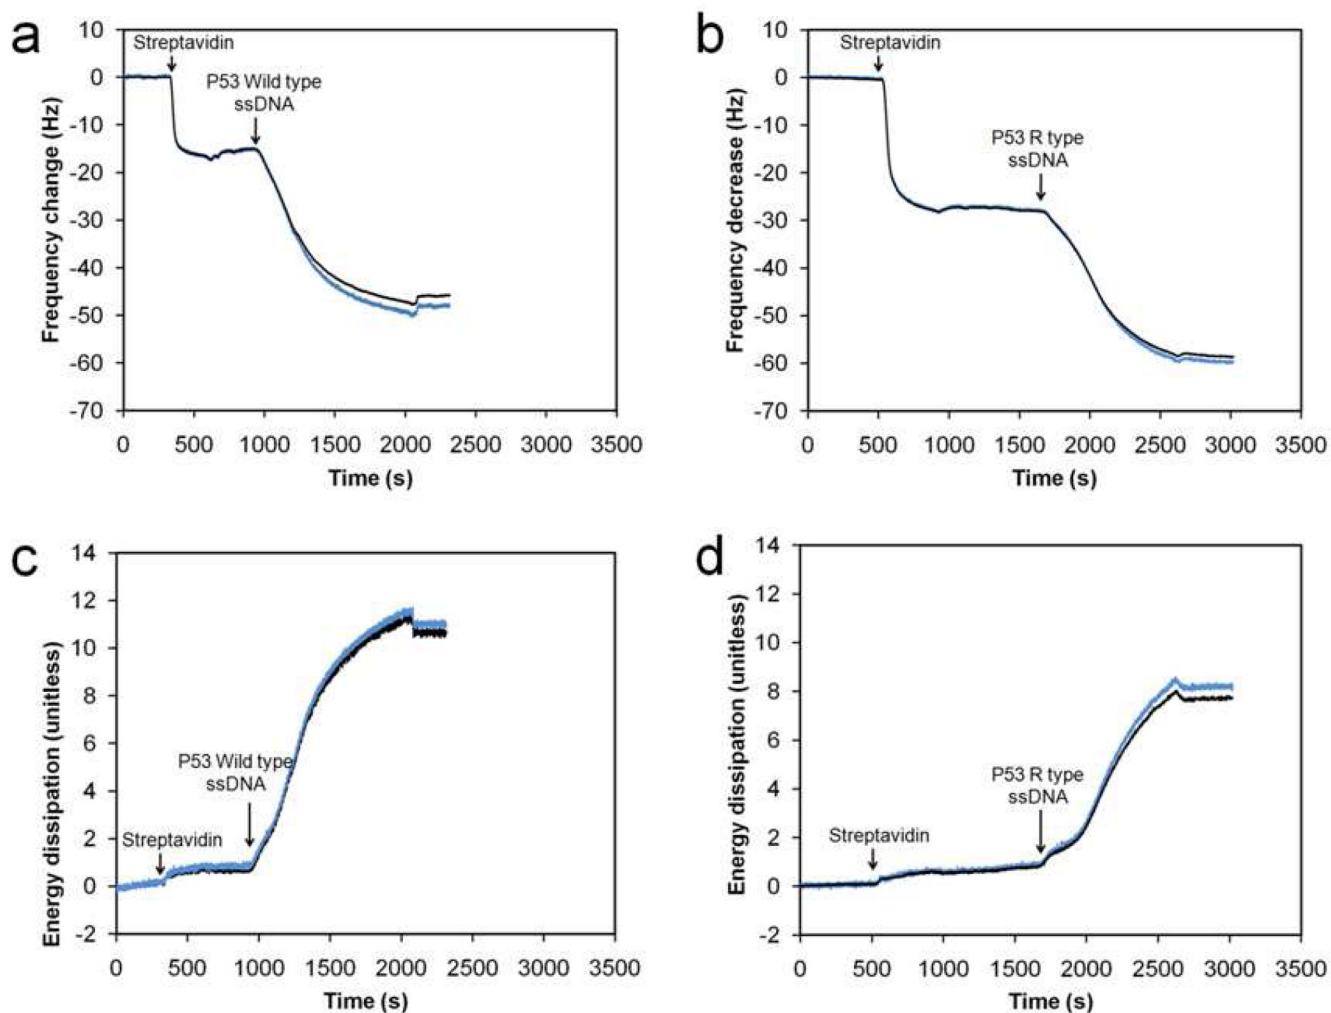 a
Streptavidin
P53 Wild type
ssDNA
Frequency change (Hz)
10
0
-10
-20
-30
-40
-50
-60
-70
0 500 1000 1500 2000 2500 3000 3500
Time (s)
b
Streptavidin
P53 R type
ssDNA
Frequency decrease (Hz)
10
0
-10
-20
-30
-40
-50
-60
-70
0 500 1000 1500 2000 2500 3000 3500
Time (s)
c
P53 Wild type
ssDNA
Streptavidin
Energy dissipation (unitless)
14
12
10
8
6
4
2
0
-2
0 500 1000 1500 2000 2500 3000 3500
Time (s)
d
P53 R type
ssDNA
Streptavidin
Energy dissipation (unitless)
14
12
10
8
6
4
2
0
-2
0 500 1000 1500 2000 2500 3000 3500
Time (s)